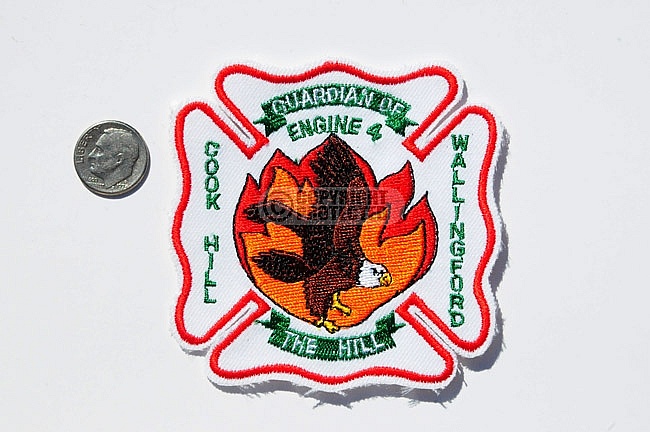 GUARDIAN OF
ENGINE 4
COOK HILL
WALLINGFORD
THE HILL
LIBERTY